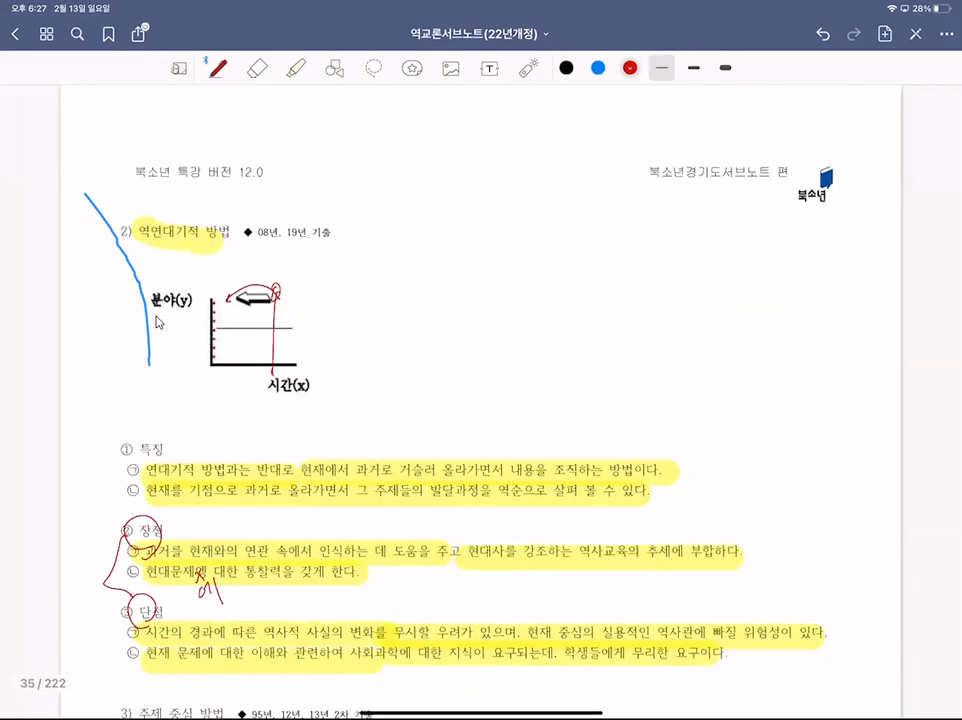 오후 6:27 2월 13일 일요일
28%
역교론서브노트(22년개정)
북소년 특강 버전 12.0
북소년경기도서브노트 편
북소년
2) 역연대기적 방법 ◆ 08년, 19년 기출
분야(y)
시간(x)
① 특징
㉠ 연대기적 방법과는 반대로 현재에서 과거로 거슬러 올라가면서 내용을 조직하는 방법이다.
㉡ 현재를 기점으로 과거로 올라가면서 그 주제들의 발달과정을 역순으로 살펴 볼 수 있다.
② 장점
㉠ 과거를 현재와의 연관 속에서 인식하는 데 도움을 주고 현대사를 강조하는 역사교육의 추세에 부합하다.
㉡ 현대문제엣 대한 통찰력을 갖게 한다.
에
③ 단점
㉠ 시간의 경과에 따른 역사적 사실의 변화를 무시할 우려가 있으며, 현재 중심의 실용적인 역사관에 빠질 위험성이 있다.
㉡ 현재 문제에 대한 이해와 관련하여 사회과학에 대한 지식이 요구되는데, 학생들에게 무리한 요구이다.
35 / 222
3) 주제 중심 방법 ◆ 95년, 12년, 13년 2차 기출